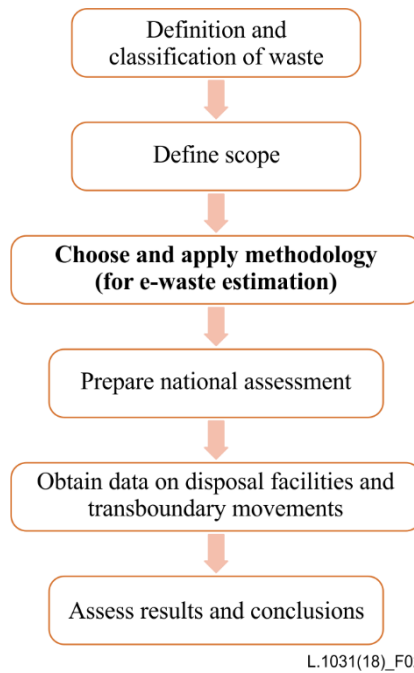 Definition and
classification of waste
Define scope
Choose and apply methodology
(for e-waste estimation)
Prepare national assessment
Obtain data on disposal facilities and
transboundary movements
Assess results and conclusions
L.1031(18)_F0